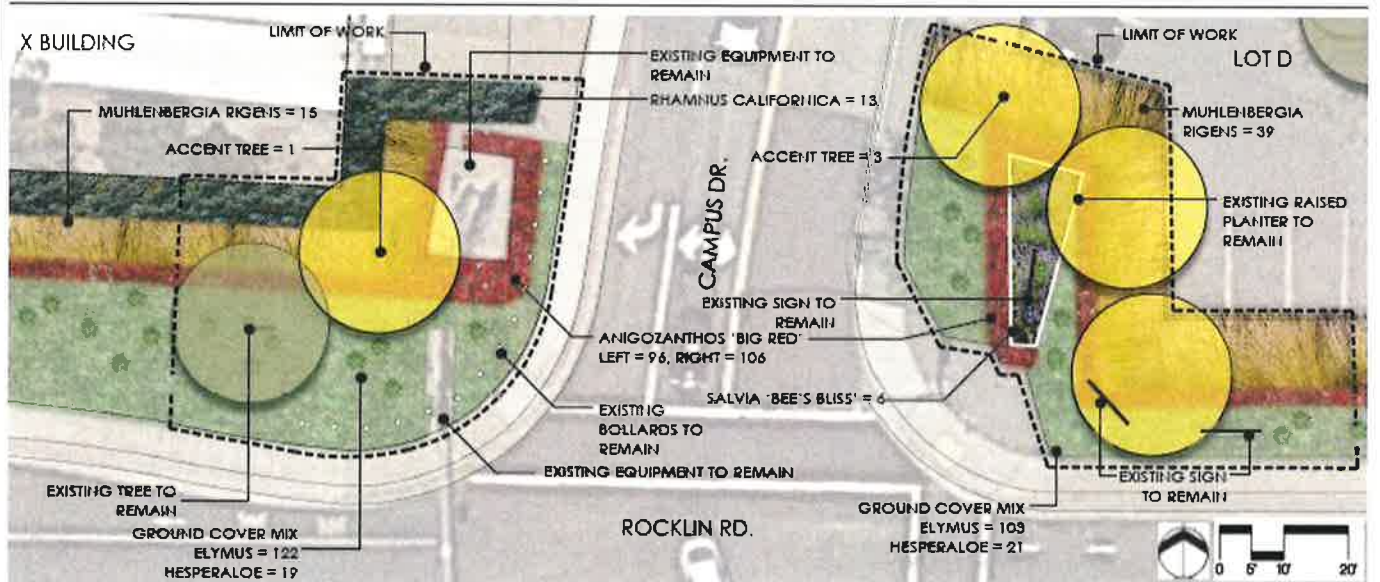 X BUILDING
LIMIT OF WORK
EXISTING EQUIPMENT TO
REMAIN
MUHLENBERGIA RIGENS = 15
RHAMNUS CALIFORNICA = 13
ACCENT TREE = 1
CAMPUS DR.
ANIGOZANTHOS 'BIG RED'
LEFT = 96, RIGHT = 106
EXISTING
BOLLARDS TO
REMAIN
EXISTING EQUIPMENT TO REMAIN
EXISTING TREE TO
REMAIN
GROUND COVER MIX
ELYMUS = 122
HESPERALOE = 19
ROCKLIN RD.
LIMIT OF WORK
LOT D
MUHLENBERGIA
RIGENS = 39
ACCENT TREE = 3
EXISTING RAISED
PLANTER TO
REMAIN
EXISTING SIGN TO
REMAIN
SALVIA 'BEE'S BLISS' = 6
EXISTING SIGN
TO REMAIN
GROUND COVER MIX
ELYMUS = 103
HESPERALOE = 21
0 5' 10' 20'